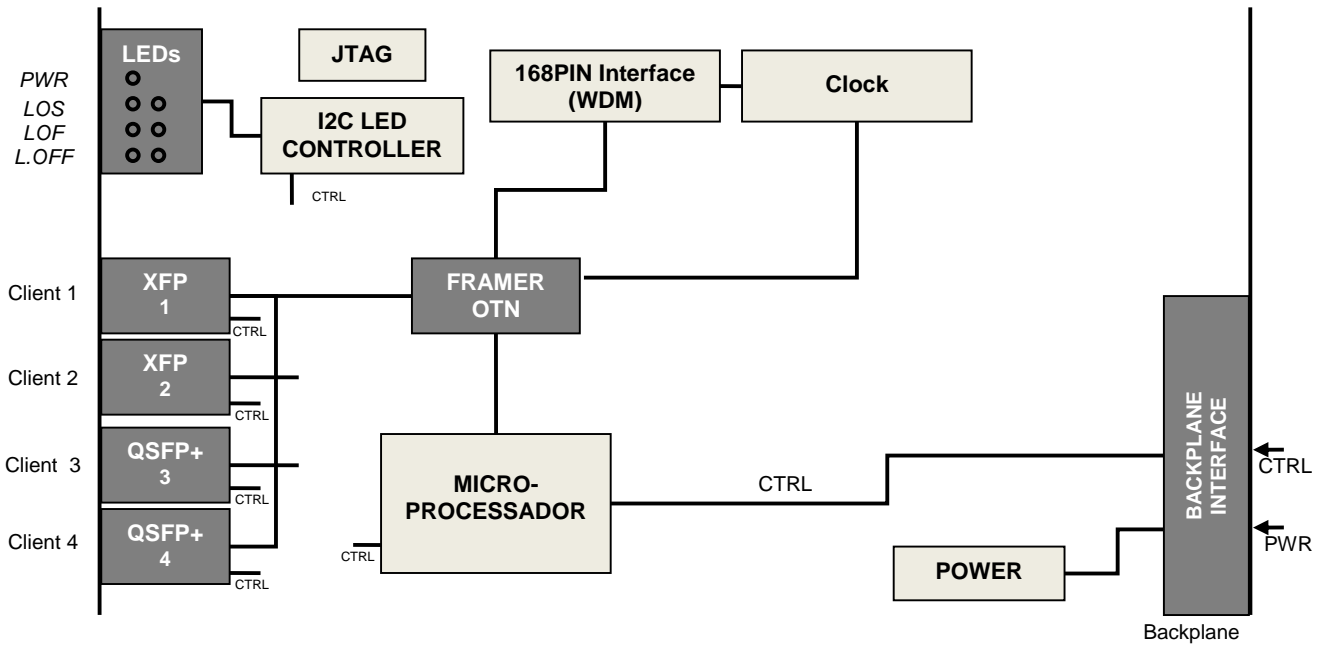 LEDs
PWR
LOS
LOF
L.OFF
JTAG
I2C LED
CONTROLLER
CTRL
168PIN Interface
(WDM)
Clock
Client 1
XFP
1
CTRL
FRAMER
OTN
Client 2
XFP
2
CTRL
Client  3
QSFP+
3
CTRL
Client 4
QSFP+
4
CTRL
MICRO-
PROCESSADOR
CTRL
CTRL
POWER
BACKPLANE
INTERFACE
CTRL
PWR
Backplane